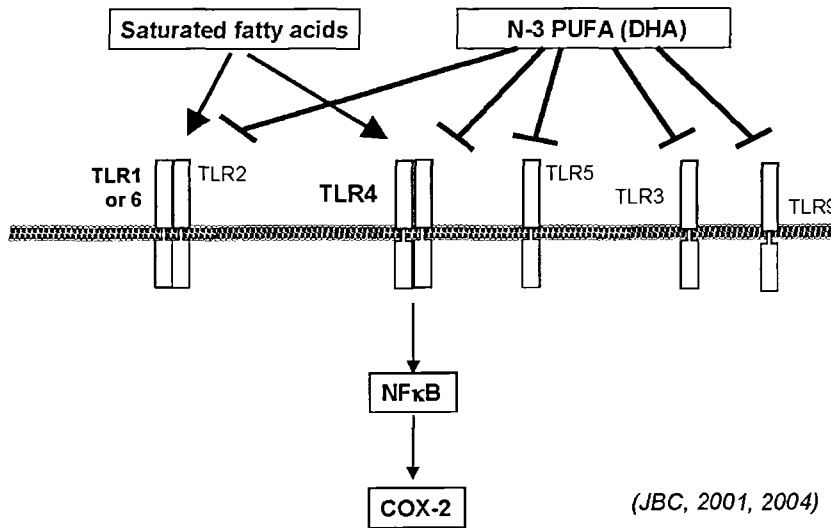 Saturated fatty acids
N-3 PUFA (DHA)
TLR1
or 6
TLR2
TLR4
TLR5
TLR3
TLR9
NFκB
COX-2
(JBC, 2001, 2004)